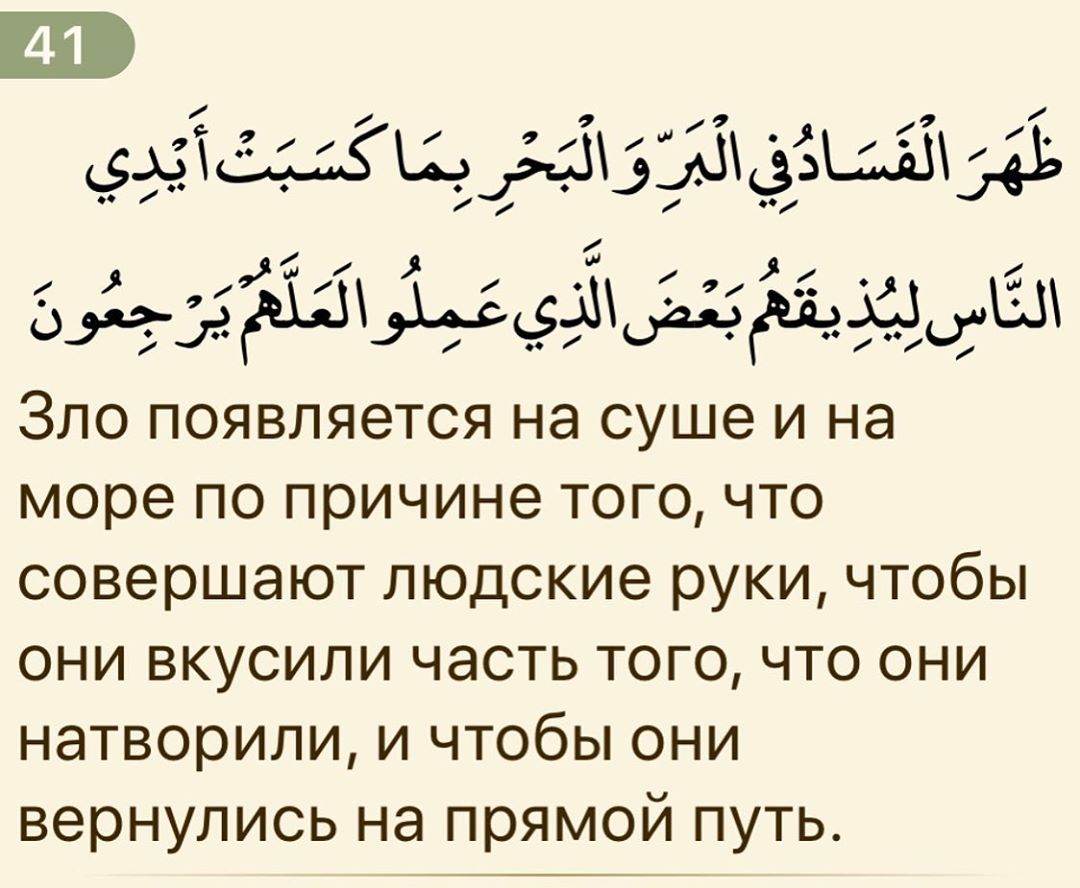 41
ظَهَرَ الْفَسَادُ فِي الْبَرِّ وَ الْبَحْرِ بِمَا كَسَبَتْ أَيْدِي
النَّاسِ لِيُذِيقَهُم بَعْضَ الَّذِي عَمِلُو الَعَلَّهُمْ يَرْجِعُونَ
Зло появляется на суше и на
море по причине того, что
совершают людские руки, чтобы
они вкусили часть того, что они
натворили, и чтобы они
вернулись на прямой путь.